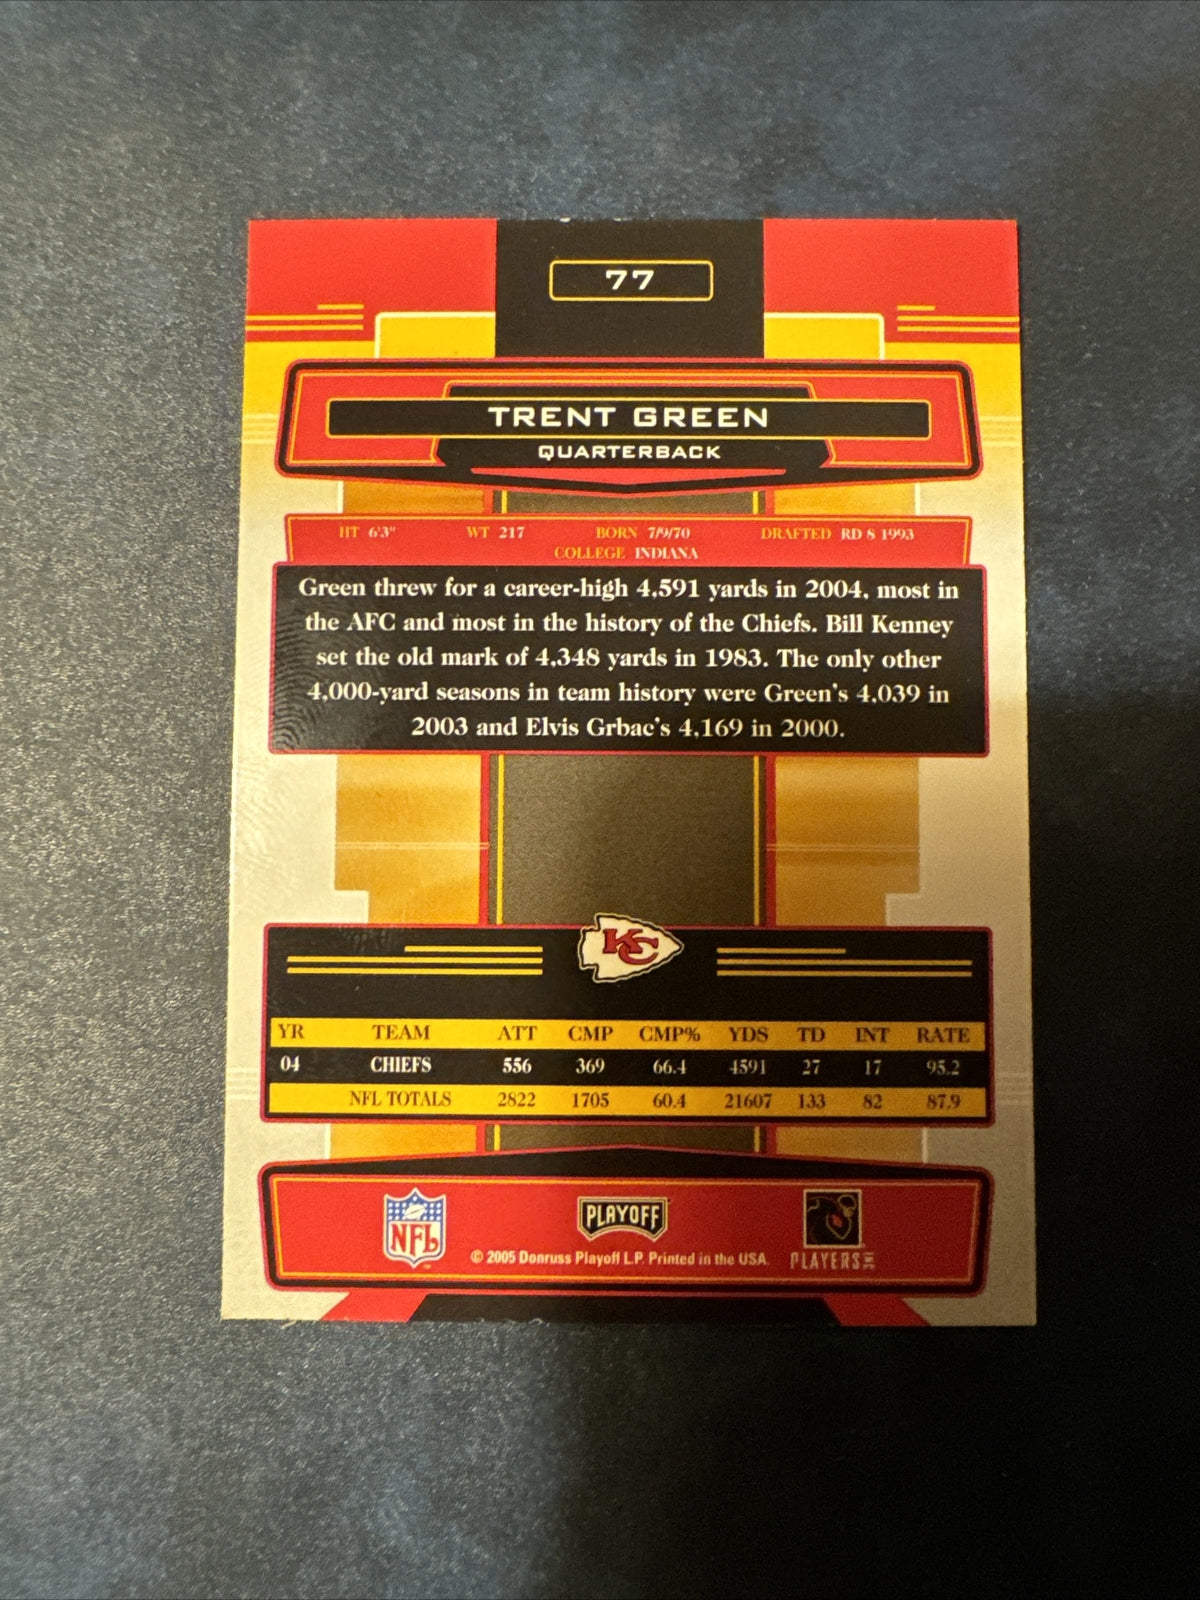 77
TRENT GREEN
QUARTERBACK
HT 6'3" WT 217 BORN 7/9/70 DRAFTED RD 8 1993
COLLEGE INDIANA
Green threw for a career-high 4,591 yards in 2004, most in
the AFC and most in the history of the Chiefs. Bill Kenney
set the old mark of 4,348 yards in 1983. The only other
4,000-yard seasons in team history were Green's 4,039 in
2003 and Elvis Grbac's 4,169 in 2000.
KC
YR TEAM ATT CMP CMP% YDS TD INT RATE
04 CHIEFS 556 369 66.4 4591 27 17 95.2
NFL TOTALS 2822 1705 60.4 21607 133 82 87.9
NFL PLAYOFF
© 2005 Donruss Playoff L.P. Printed in the USA. PLAYERS INC